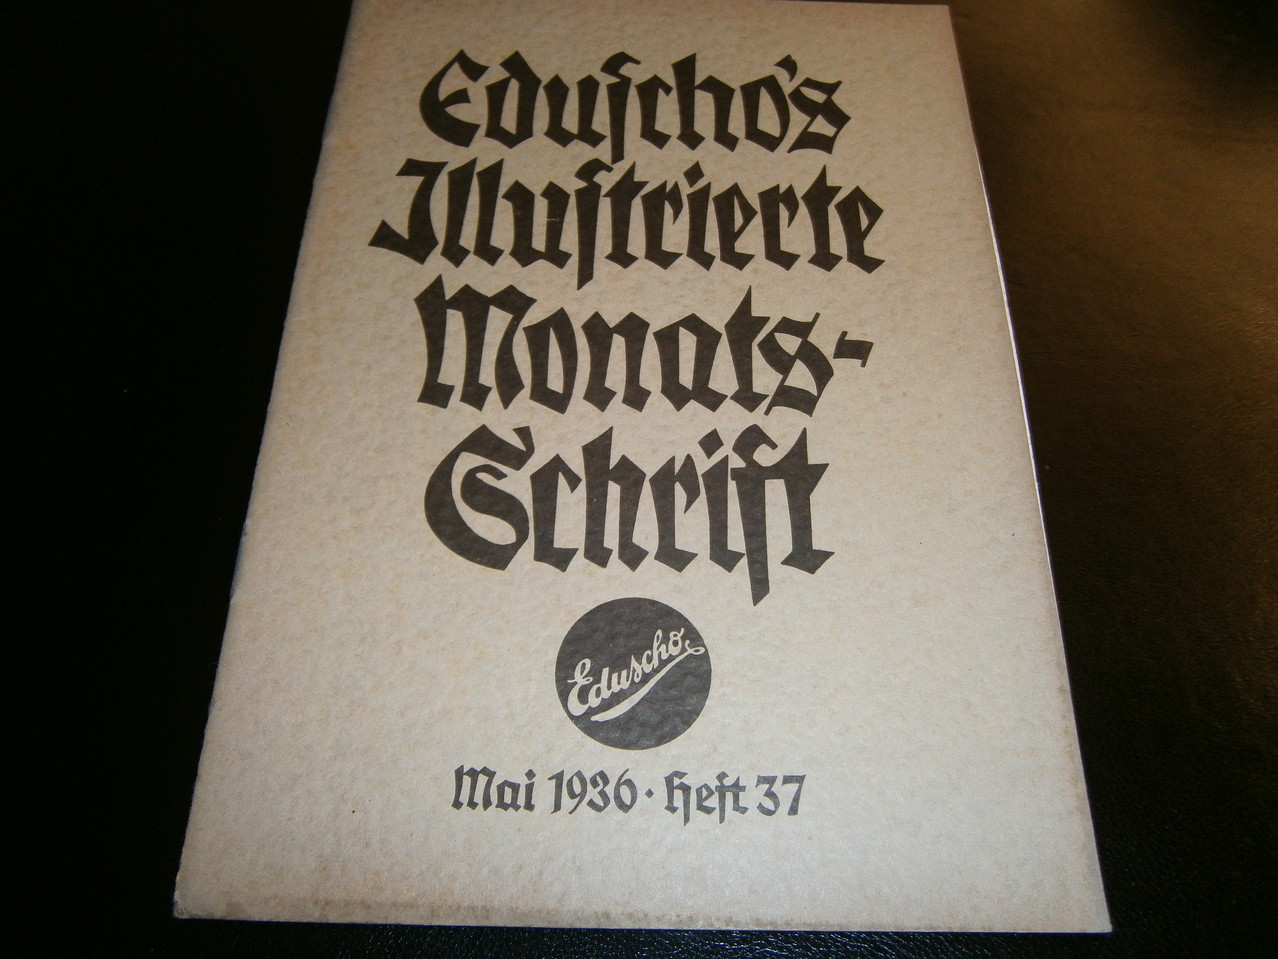 Eduſcho's
Illuſtrierte
Monats-
Schrift
Eduscho
Mai 1936 · Heft 37